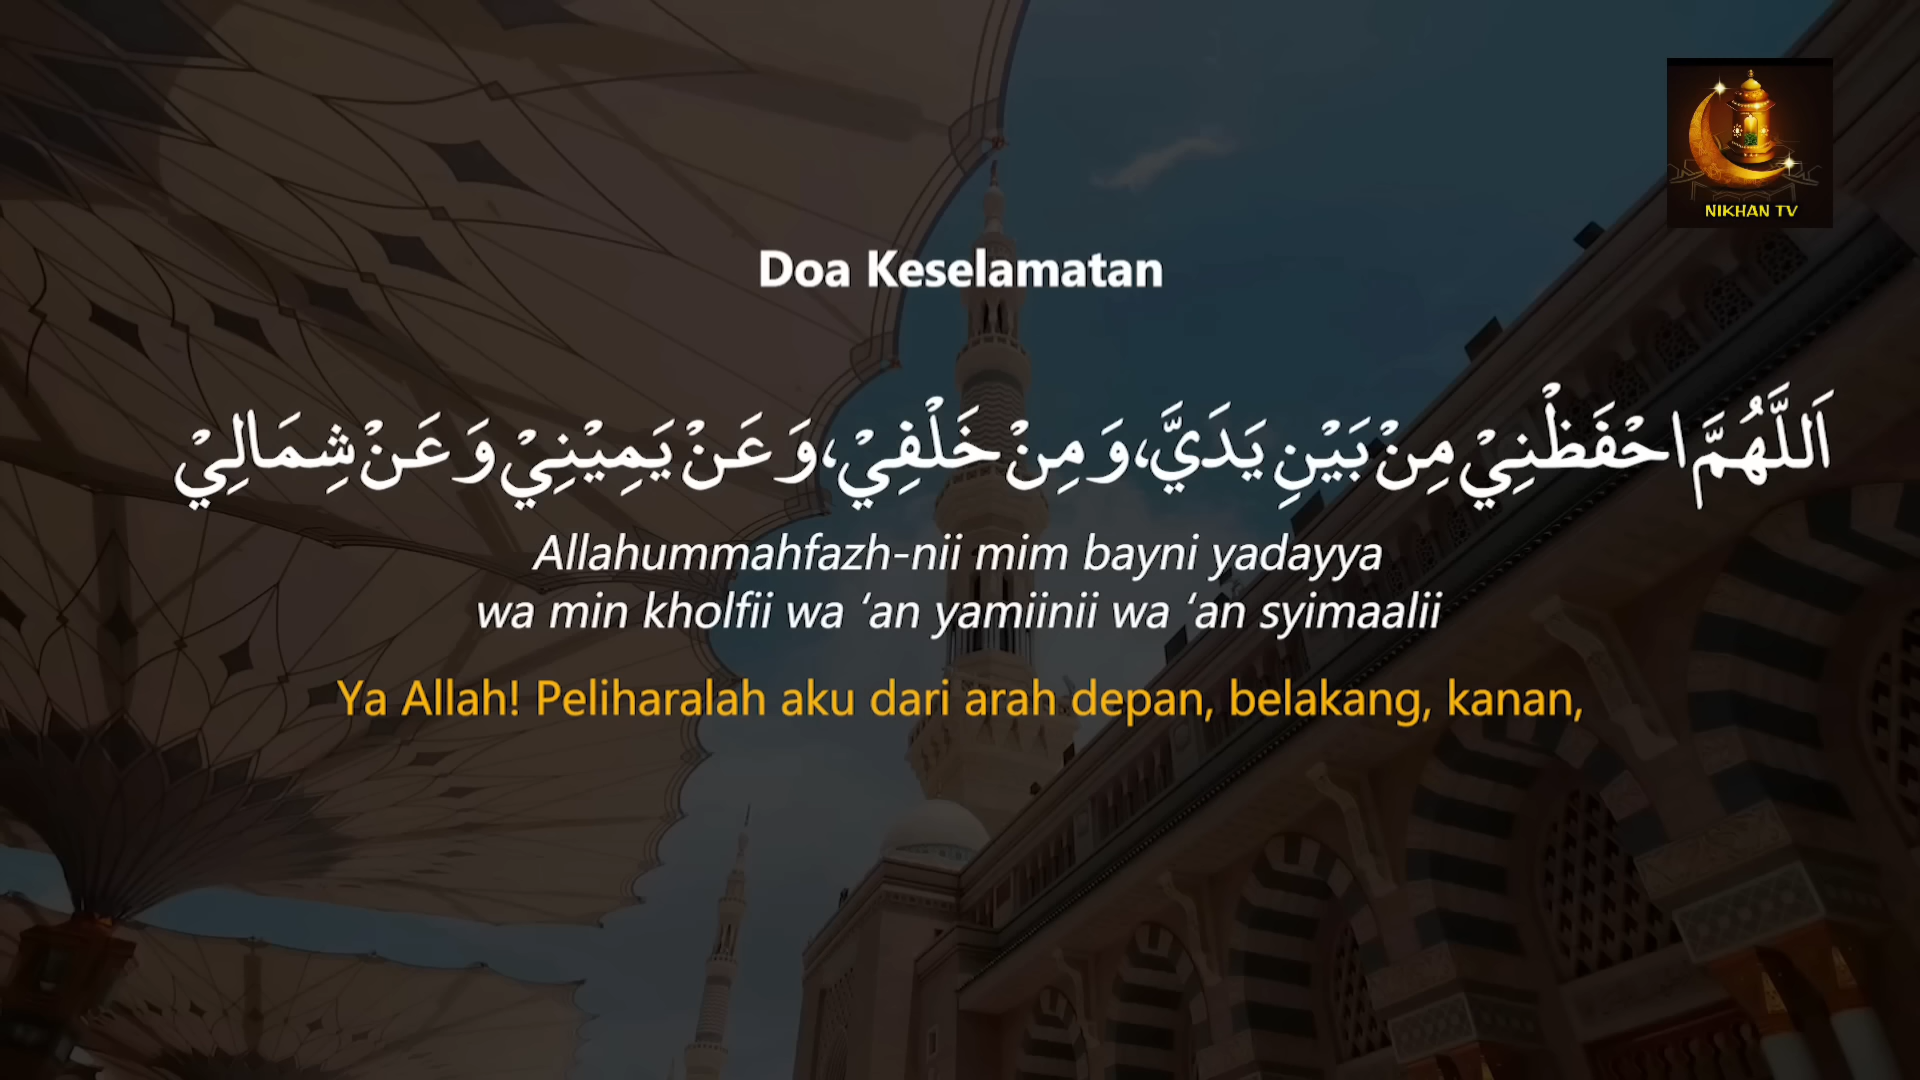 NIKHAN TV
Doa Keselamatan
اَللَّهُمَّ احْفَظْنِيْ مِنْ بَيْنِ يَدَيَّ، وَ مِنْ خَلْفِيْ، وَ عَنْ يَمِيْنِيْ وَ عَنْ شِمَالِيْ
Allahummahfazh-nii mim bayni yadayya
wa min kholfii wa ‘an yamiinii wa ‘an syimaalii
Ya Allah! Peliharalah aku dari arah depan, belakang, kanan,